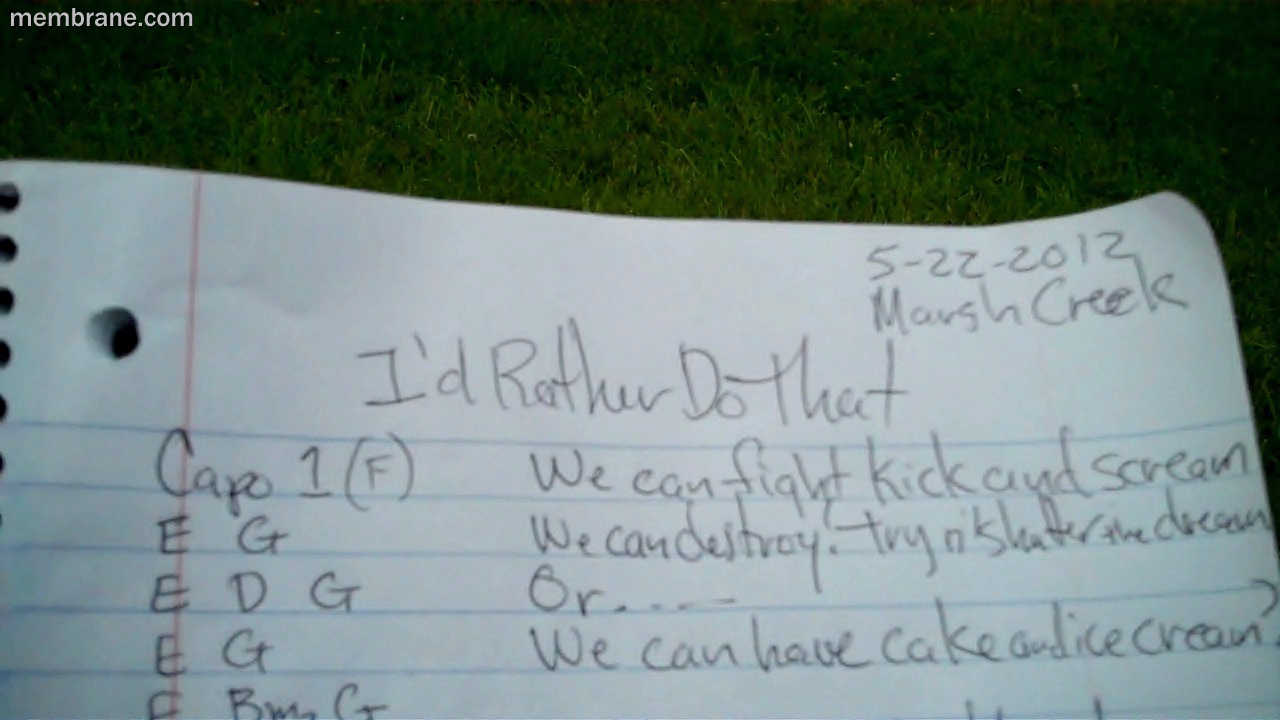 membrane.com
5-22-2012
Marsh Creek
I'd Rather Do That
Capo 1 (F) We can fight kick and scream
E G We can destroy! try n' shatter the dream
E D G Or....
E G We can have cake and ice cream?
Bm G